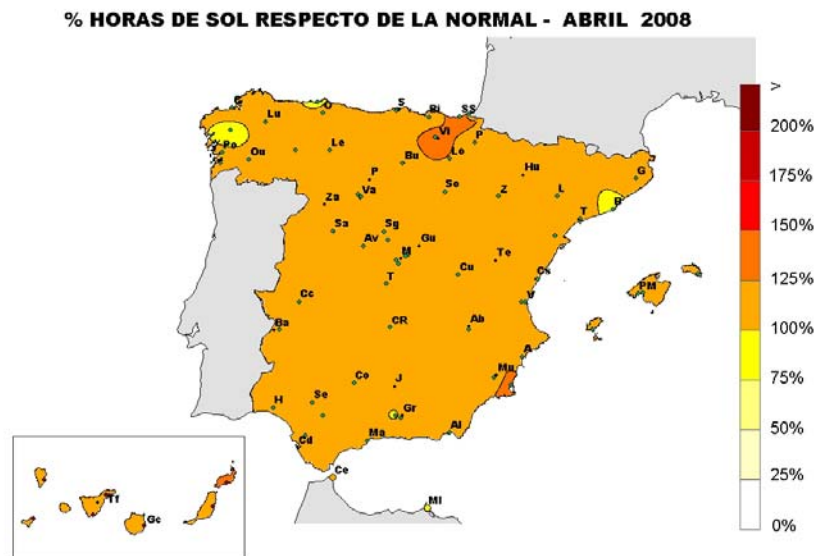 % HORAS DE SOL RESPECTO DE LA NORMAL - ABRIL 2008
>
200%
175%
150%
125%
100%
75%
50%
25%
0%
C
Lu
O
S
Bi
SS
Vi
P
Po
Ou
Le
Bu
Lo
Hu
G
P
Za
Va
So
Z
L
B
T
Sa
Sg
Av
Gu
M
Te
T
Cu
Cs
PM
Cc
V
Ba
CR
Ab
A
Mu
Co
J
H
Se
Gr
Al
Ma
Cd
Ce
Ml
Tf
Gc